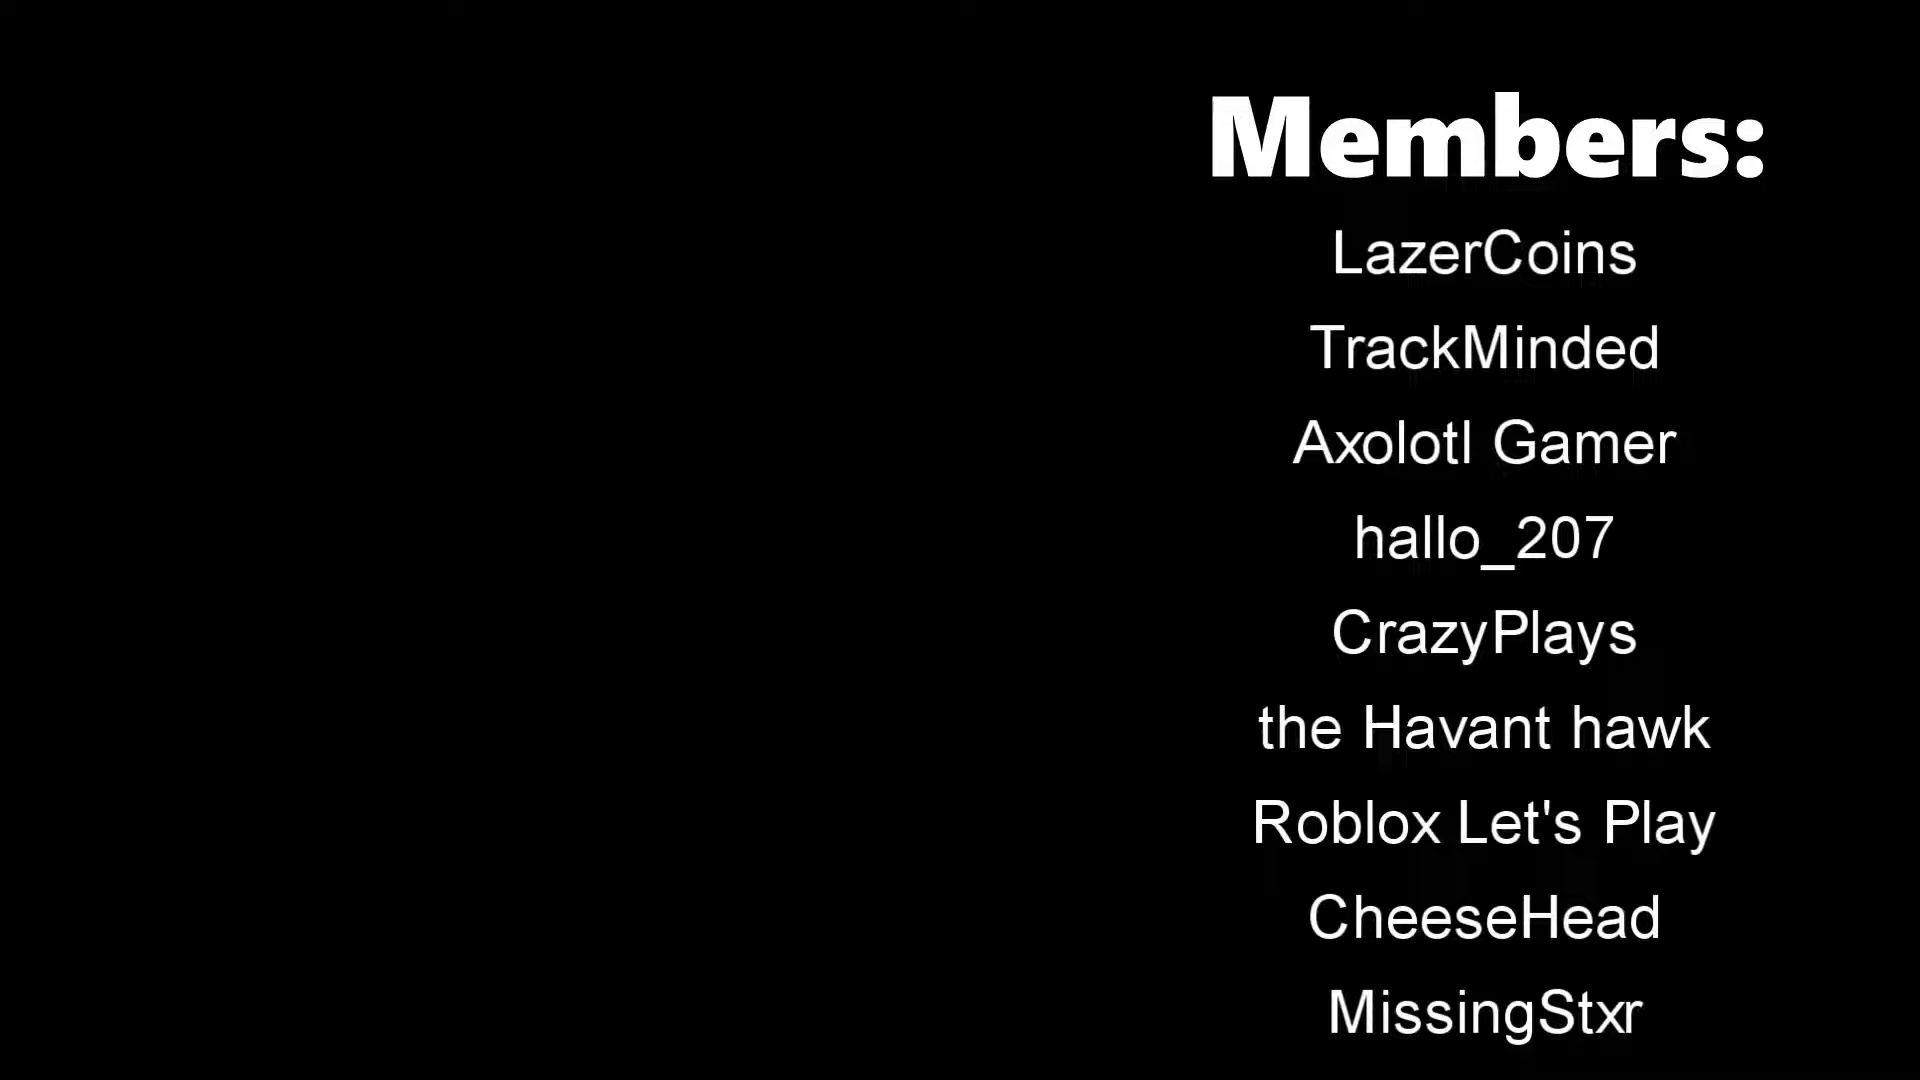 Members:
LazerCoins
TrackMinded
Axolotl Gamer
hallo_207
CrazyPlays
the Havant hawk
Roblox Let's Play
CheeseHead
MissingStxr